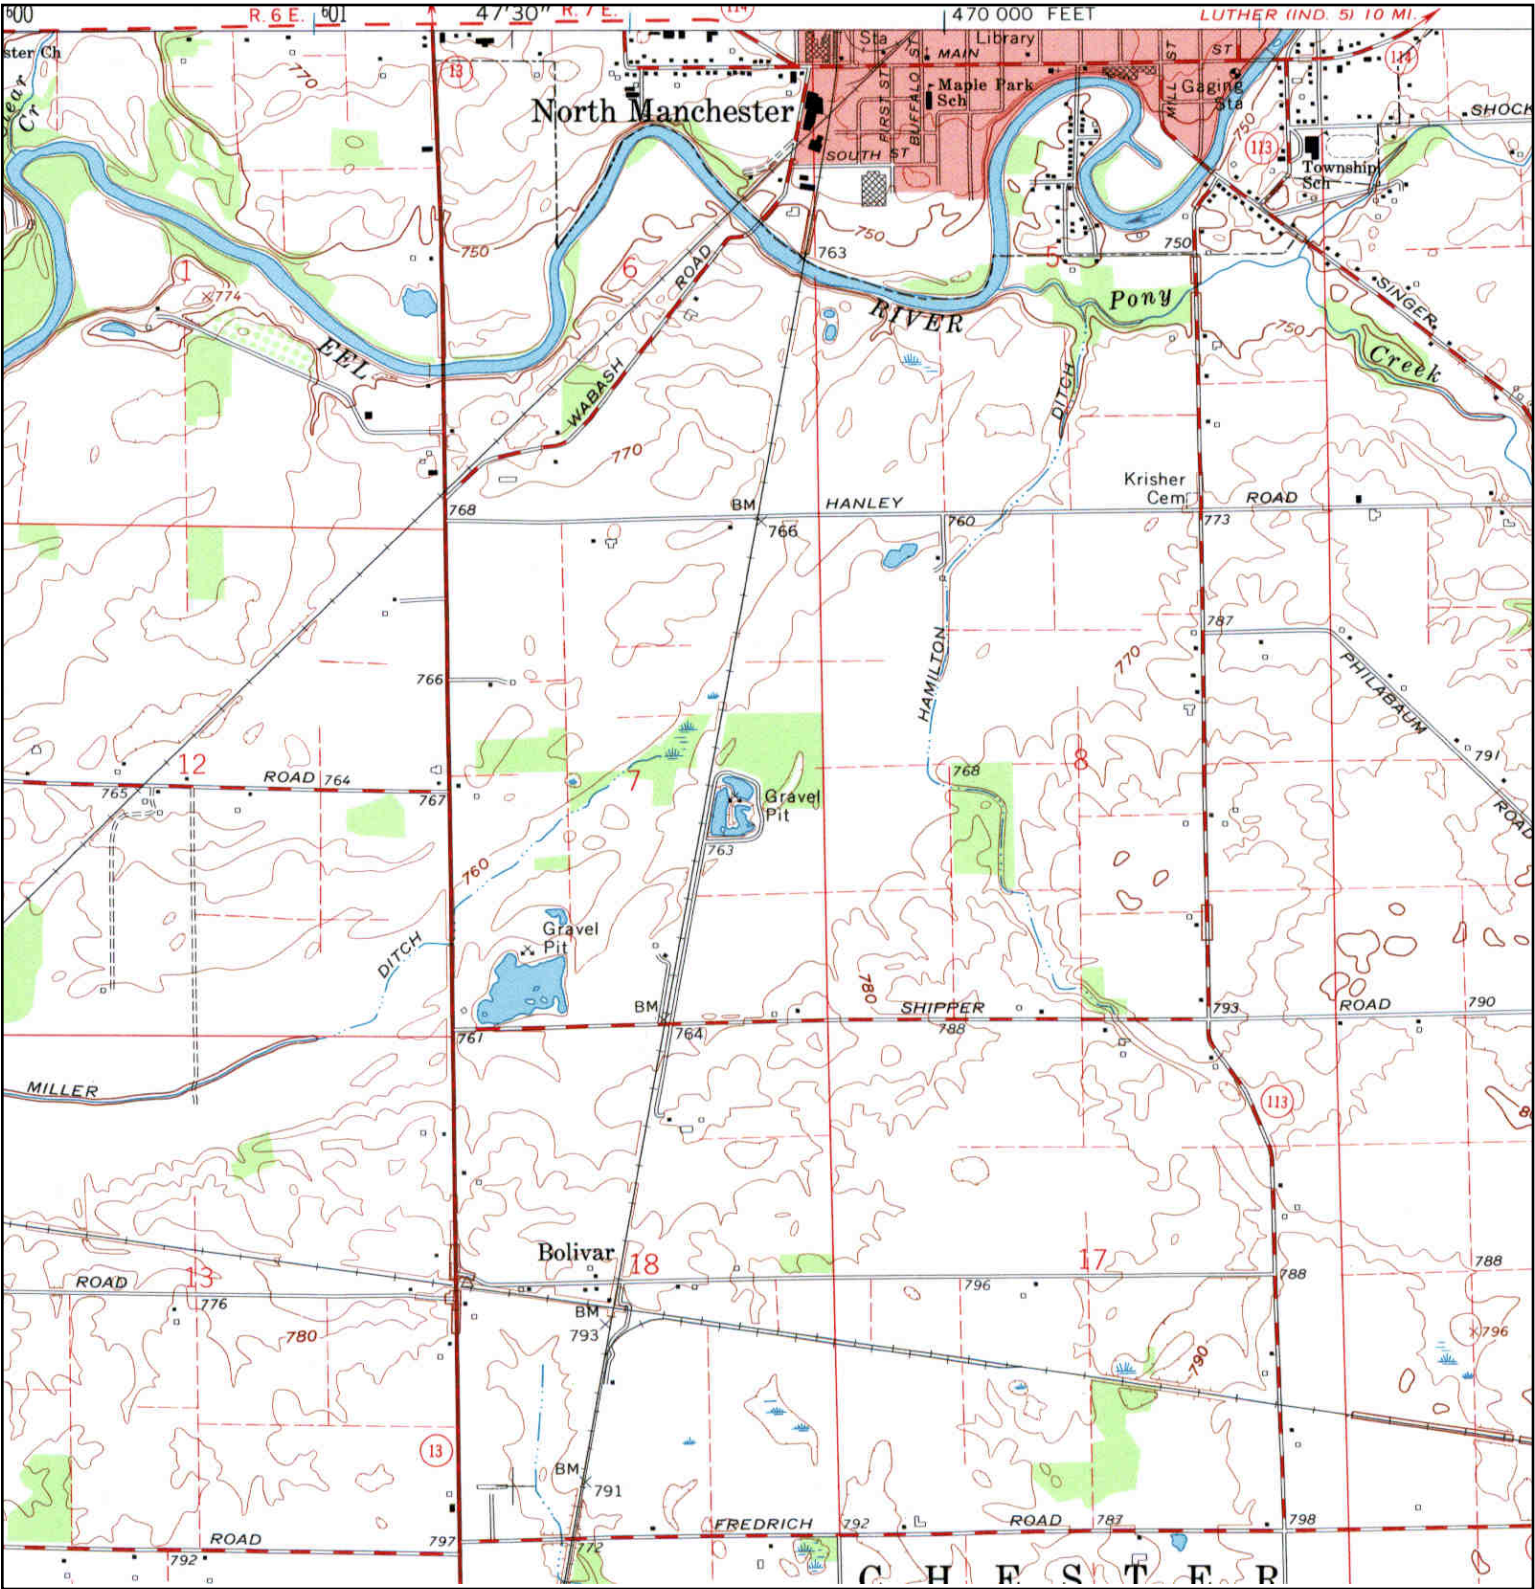 600
R. 6 E.
601
47'30"
R. 7 E.
114
470 000 FEET
LUTHER (IND. 5) 10 MI.
ster Ch
Clear
Cr
770
13
Sta
Library
MAIN
ST
ST
114
North Manchester
Maple Park
Sch
FIRST ST
BUFFALO ST
MILL
Gaging
Sta
SHOCK
750
113
SOUTH ST
Township
Sch
750
750
763
750
1
774
6
ROAD
5
Pony
RIVER
SINGER
750
EEL
WABASH
DITCH
Creek
770
Krisher
Cem
768
BM
HANLEY
760
ROAD
766
773
787
HAMILTON
770
PHILABAUM
766
12
ROAD 764
765
767
7
768
8
791
ROAD
Gravel
Pit
763
760
Gravel
Pit
DITCH
780
BM
SHIPPER
793
ROAD
790
761
764
788
MILLER
113
Bolivar
18
17
788
13
ROAD
776
796
788
BM
793
780
796
790
13
BM
791
ROAD
797
772
FREDRICH
792
ROAD
787
798
792
CHESTER